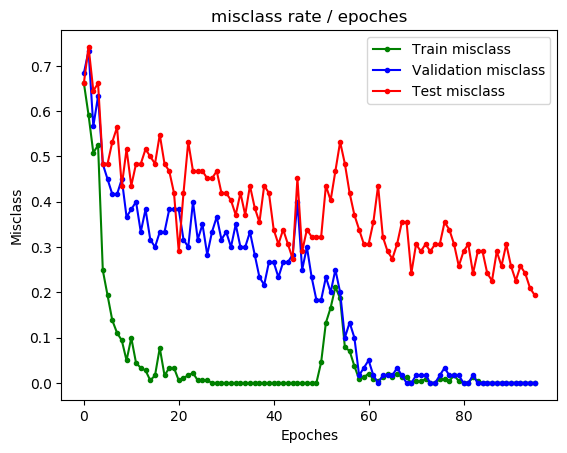 misclass rate / epoches
Train misclass
Validation misclass
Test misclass
Misclass
0.7
0.6
0.5
0.4
0.3
0.2
0.1
0.0
0 20 40 60 80
Epoches